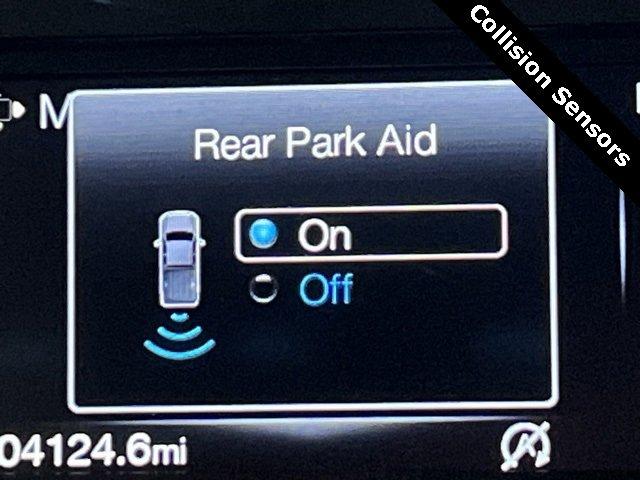 Collision Sensors
M
Rear Park Aid
On
Off
04124.6mi